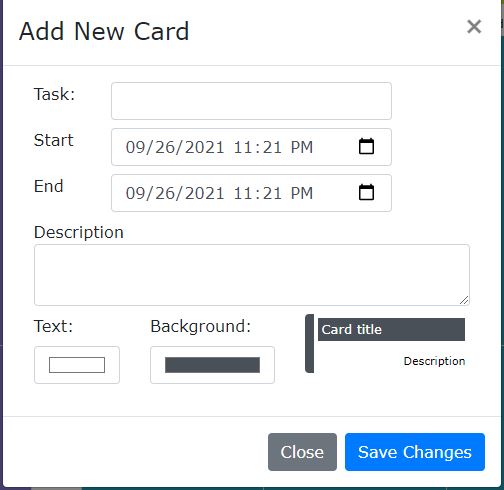 Add New Card ×
Task:
Start 09/26/2021 11:21 PM
End 09/26/2021 11:21 PM
Description
Text: Background: Card title
Description
Close Save Changes